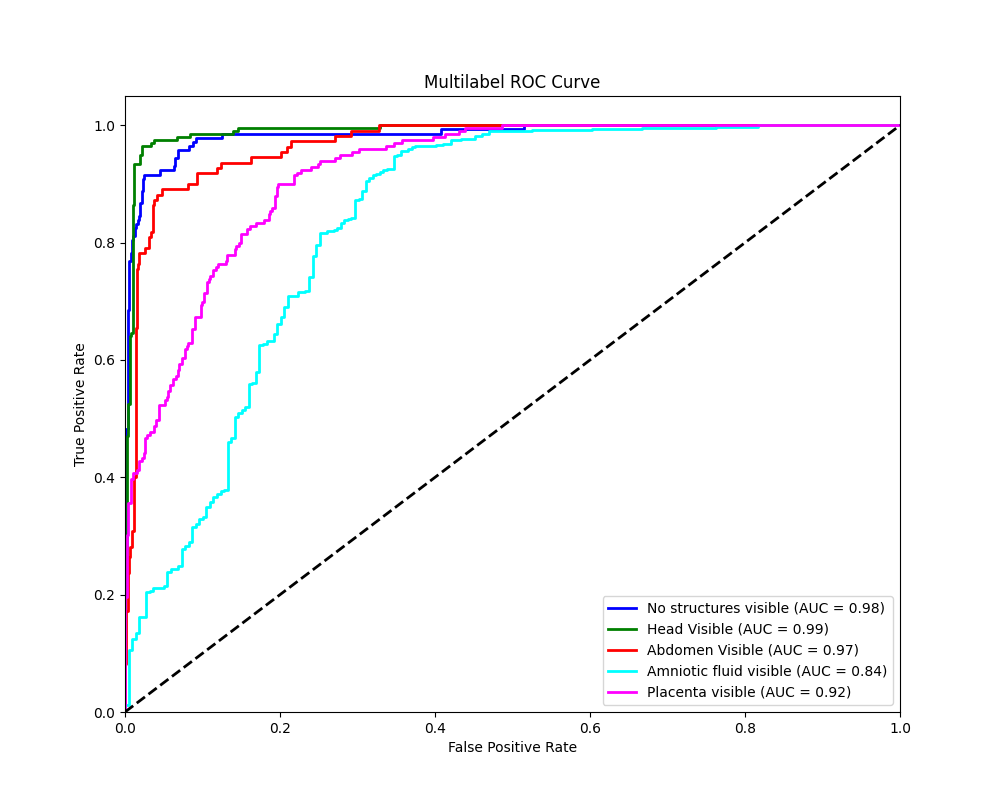 Multilabel ROC Curve
True Positive Rate
1.0
0.8
0.6
0.4
0.2
0.0
0.0 0.2 0.4 0.6 0.8 1.0
False Positive Rate
No structures visible (AUC = 0.98)
Head Visible (AUC = 0.99)
Abdomen Visible (AUC = 0.97)
Amniotic fluid visible (AUC = 0.84)
Placenta visible (AUC = 0.92)